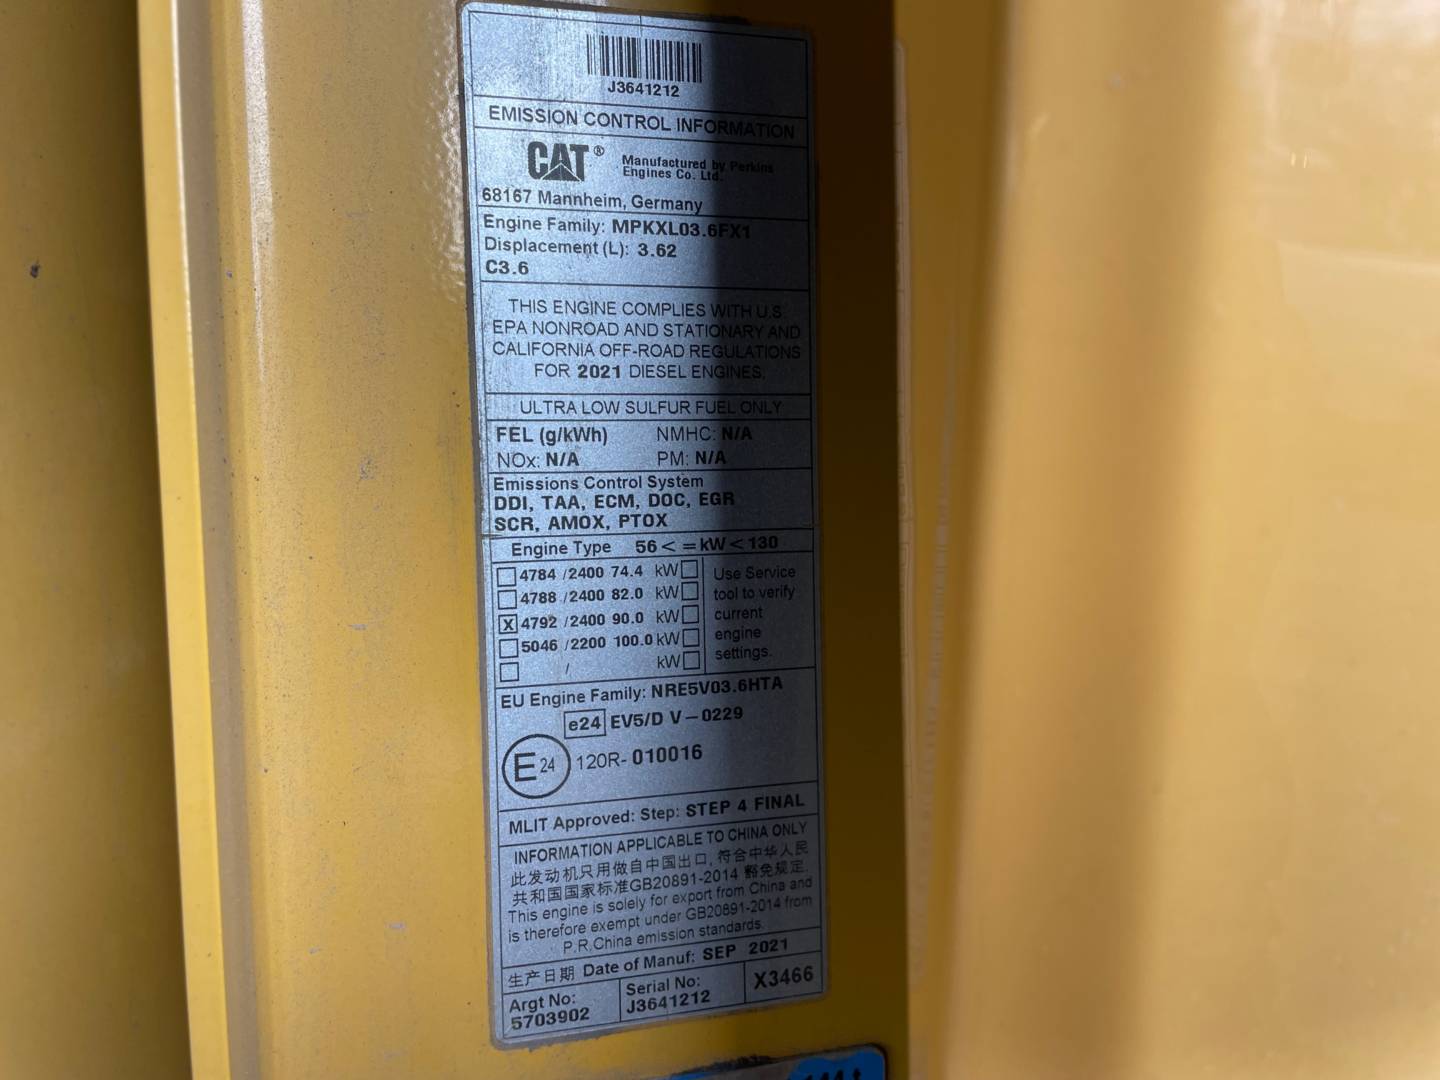 J3641212
EMISSION CONTROL INFORMATION
CAT® Manufactured by Perkins
Engines Co. Ltd.
68167 Mannheim, Germany
Engine Family: MPKXL03.6FX1
Displacement (L): 3.62
C3.6
THIS ENGINE COMPLIES WITH U.S.
EPA NONROAD AND STATIONARY AND
CALIFORNIA OFF-ROAD REGULATIONS
FOR 2021 DIESEL ENGINES.
ULTRA LOW SULFUR FUEL ONLY
FEL (g/kWh) NMHC: N/A
NOx: N/A PM: N/A
Emissions Control System
DDI, TAA, ECM, DOC, EGR
SCR, AMOX, PTOX
Engine Type 56 < = kW < 130
4784 /2400 74.4 kW Use Service
4788 /2400 82.0 kW tool to verify
X 4792 /2400 90.0 kW current
5046 /2200 100.0 kW engine
/ kW settings.
EU Engine Family: NRE5V03.6HTA
e24 EV5/D V – 0229
E24 120R- 010016
MLIT Approved: Step: STEP 4 FINAL
INFORMATION APPLICABLE TO CHINA ONLY
此发动机只用做自中国出口, 符合中华人民
共和国国家标准GB20891-2014 豁免规定.
This engine is solely for export from China and
is therefore exempt under GB20891-2014 from
P.R.China emission standards.
生产日期 Date of Manuf: SEP 2021
Argt No: Serial No: X3466
5703902 J3641212